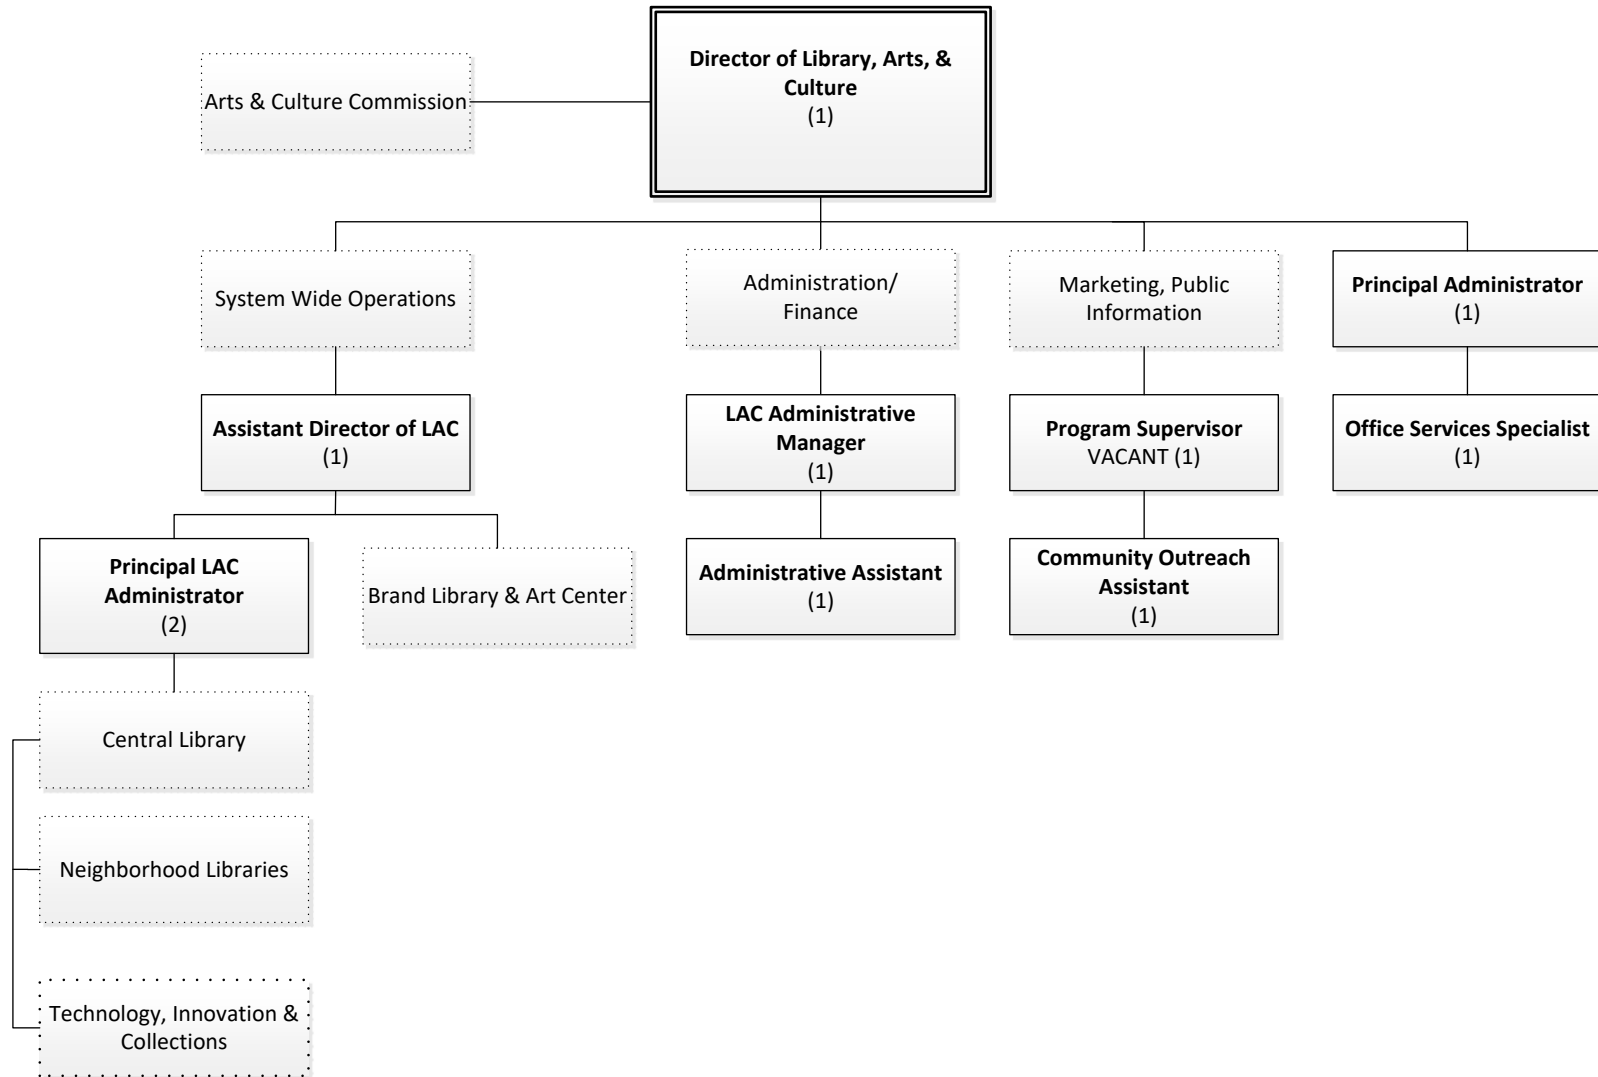 Director of Library, Arts, &
Culture
(1)
Arts & Culture Commission
System Wide Operations
Administration/
Finance
Marketing, Public
Information
Principal Administrator
(1)
Assistant Director of LAC
(1)
LAC Administrative
Manager
(1)
Program Supervisor
VACANT (1)
Office Services Specialist
(1)
Principal LAC
Administrator
(2)
Brand Library & Art Center
Administrative Assistant
(1)
Community Outreach
Assistant
(1)
Central Library
Neighborhood Libraries
Technology, Innovation &
Collections